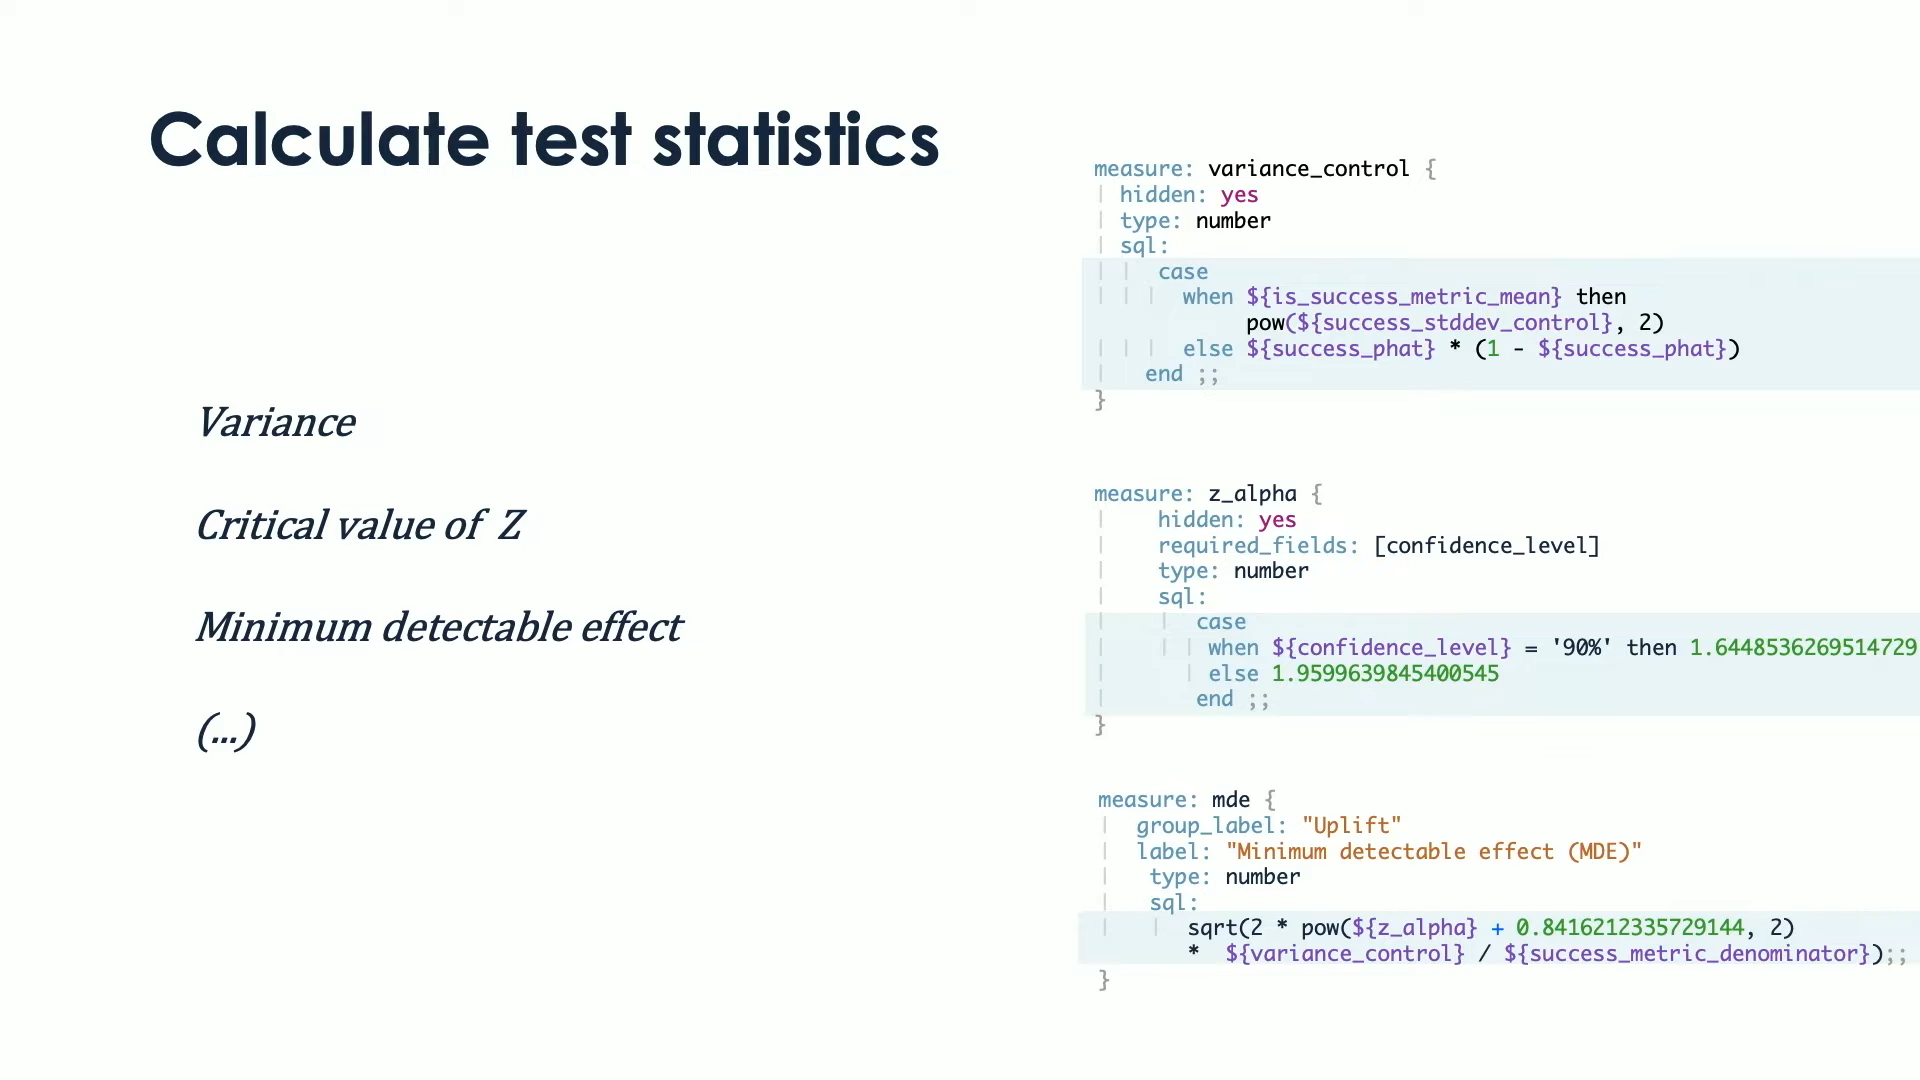 Calculate test statistics
Variance
Critical value of Z
Minimum detectable effect
(...)
measure: variance_control {
hidden: yes
type: number
sql:
case
when ${is_success_metric_mean} then
pow(${success_stddev_control}, 2)
else ${success_phat} * (1 - ${success_phat})
end ;;
}
measure: z_alpha {
hidden: yes
required_fields: [confidence_level]
type: number
sql:
case
when ${confidence_level} = '90%' then 1.6448536269514729
else 1.9599639845400545
end ;;
}
measure: mde {
group_label: "Uplift"
label: "Minimum detectable effect (MDE)"
type: number
sql:
sqrt(2 * pow(${z_alpha} + 0.8416212335729144, 2)
* ${variance_control} / ${success_metric_denominator});;
}